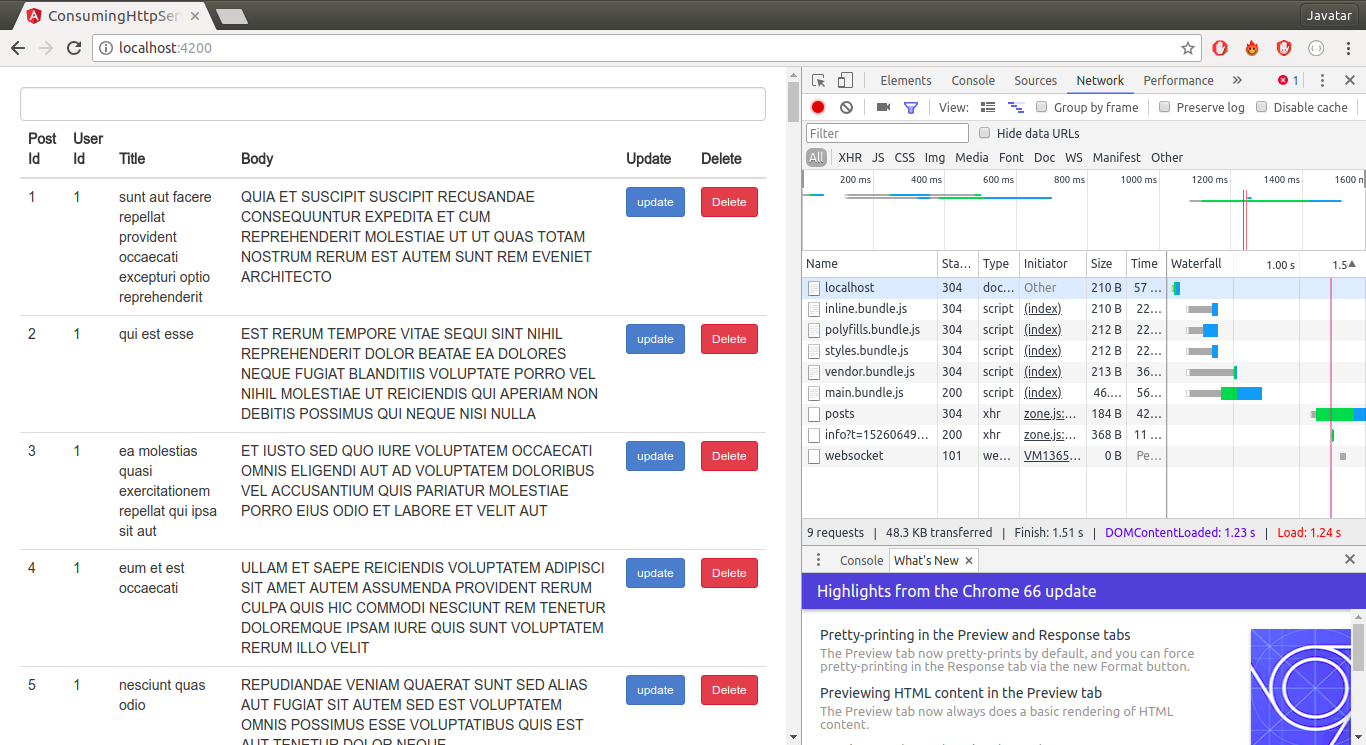 ConsumingHttpSer
Javatar
localhost:4200
Post Id
User Id
Title
Body
Update
Delete
1
1
sunt aut facere
repellat
provident
occaecati
excepturi optio
reprehenderit
QUIA ET SUSCIPIT SUSCIPIT RECUSANDAE
CONSEQUUNTUR EXPEDITA ET CUM
REPREHENDERIT MOLESTIAE UT UT QUAS TOTAM
NOSTRUM RERUM EST AUTEM SUNT REM EVENIET
ARCHITECTO
update
Delete
2
1
qui est esse
EST RERUM TEMPORE VITAE SEQUI SINT NIHIL
REPREHENDERIT DOLOR BEATAE EA DOLORES
NEQUE FUGIAT BLANDITIIS VOLUPTATE PORRO VEL
NIHIL MOLESTIAE UT REICIENDIS QUI APERIAM NON
DEBITIS POSSIMUS QUI NEQUE NISI NULLA
update
Delete
3
1
ea molestias
quasi
exercitationem
repellat qui ipsa
sit aut
ET IUSTO SED QUO IURE VOLUPTATEM OCCAECATI
OMNIS ELIGENDI AUT AD VOLUPTATEM DOLORIBUS
VEL ACCUSANTIUM QUIS PARIATUR MOLESTIAE
PORRO EIUS ODIO ET LABORE ET VELIT AUT
update
Delete
4
1
eum et est
occaecati
ULLAM ET SAEPE REICIENDIS VOLUPTATEM ADIPISCI
SIT AMET AUTEM ASSUMENDA PROVIDENT RERUM
CULPA QUIS HIC COMMODI NESCIUNT REM TENETUR
DOLOREMQUE IPSAM IURE QUIS SUNT VOLUPTATEM
RERUM ILLO VELIT
update
Delete
5
1
nesciunt quas
odio
REPUDIANDAE VENIAM QUAERAT SUNT SED ALIAS
AUT FUGIAT SIT AUTEM SED EST VOLUPTATEM
OMNIS POSSIMUS ESSE VOLUPTATIBUS QUIS EST
AUT TENETUR DOLOR NEQUE
update
Delete
Elements Console Sources Network Performance » 1
View: Group by frame Preserve log Disable cache
Filter Hide data URLs
All XHR JS CSS Img Media Font Doc WS Manifest Other
200 ms 400 ms 600 ms 800 ms 1000 ms 1200 ms 1400 ms 1600 m
Name Sta... Type Initiator Size Time Waterfall 1.00 s 1.5
localhost 304 doc... Other 210 B 57 ...
inline.bundle.js 304 script (index) 210 B 22...
polyfills.bundle.js 304 script (index) 212 B 22...
styles.bundle.js 304 script (index) 212 B 22...
vendor.bundle.js 304 script (index) 213 B 36...
main.bundle.js 200 script (index) 46.... 56...
posts 304 xhr zone.js:... 184 B 42...
info?t=15260649... 200 xhr zone.js:... 368 B 11 ...
websocket 101 we... VM1365... 0 B Pe...
9 requests | 48.3 KB transferred | Finish: 1.51 s | DOMContentLoaded: 1.23 s | Load: 1.24 s
Console What's New
Highlights from the Chrome 66 update
Pretty-printing in the Preview and Response tabs
The Preview tab now pretty-prints by default, and you can force
pretty-printing in the Response tab via the new Format button.
Previewing HTML content in the Preview tab
The Preview tab now always does a basic rendering of HTML
content.